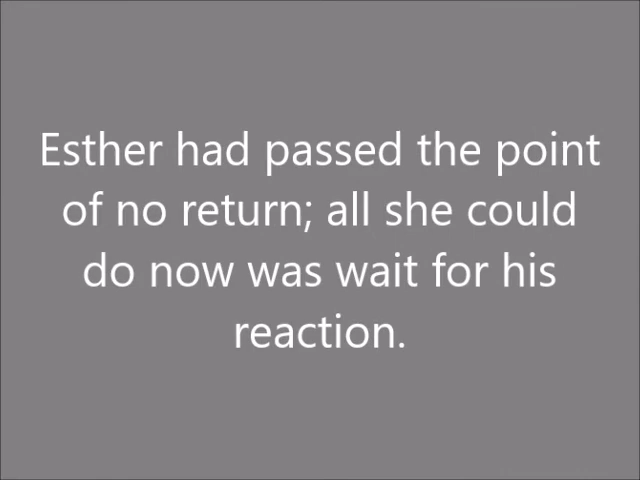 Esther had passed the point
of no return; all she could
do now was wait for his
reaction.